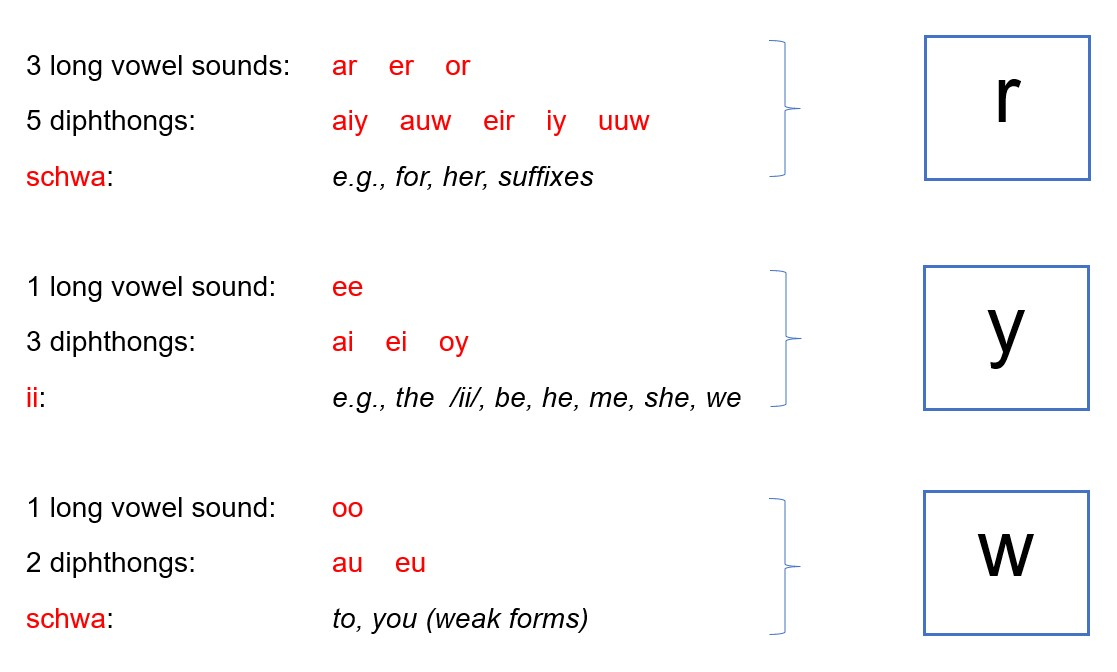 3 long vowel sounds: ar er or
5 diphthongs: aiy auw eir iy uuw
schwa: e.g., for, her, suffixes
r
1 long vowel sound: ee
3 diphthongs: ai ei oy
ii: e.g., the /ii/, be, he, me, she, we
y
1 long vowel sound: oo
2 diphthongs: au eu
schwa: to, you (weak forms)
w